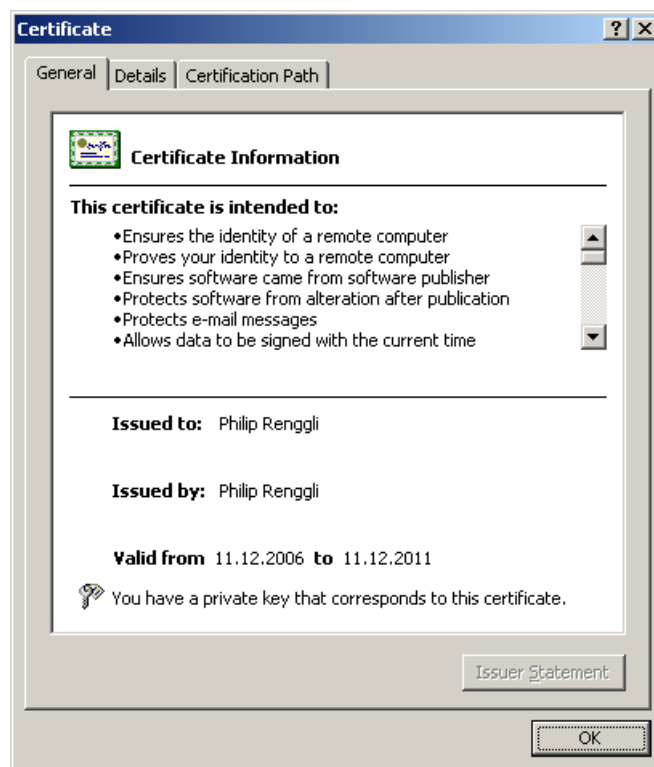 Certificate
General Details Certification Path
Certificate Information
This certificate is intended to:
•Ensures the identity of a remote computer
•Proves your identity to a remote computer
•Ensures software came from software publisher
•Protects software from alteration after publication
•Protects e-mail messages
•Allows data to be signed with the current time
Issued to: Philip Renggli
Issued by: Philip Renggli
Valid from 11.12.2006 to 11.12.2011
You have a private key that corresponds to this certificate.
Issuer Statement
OK